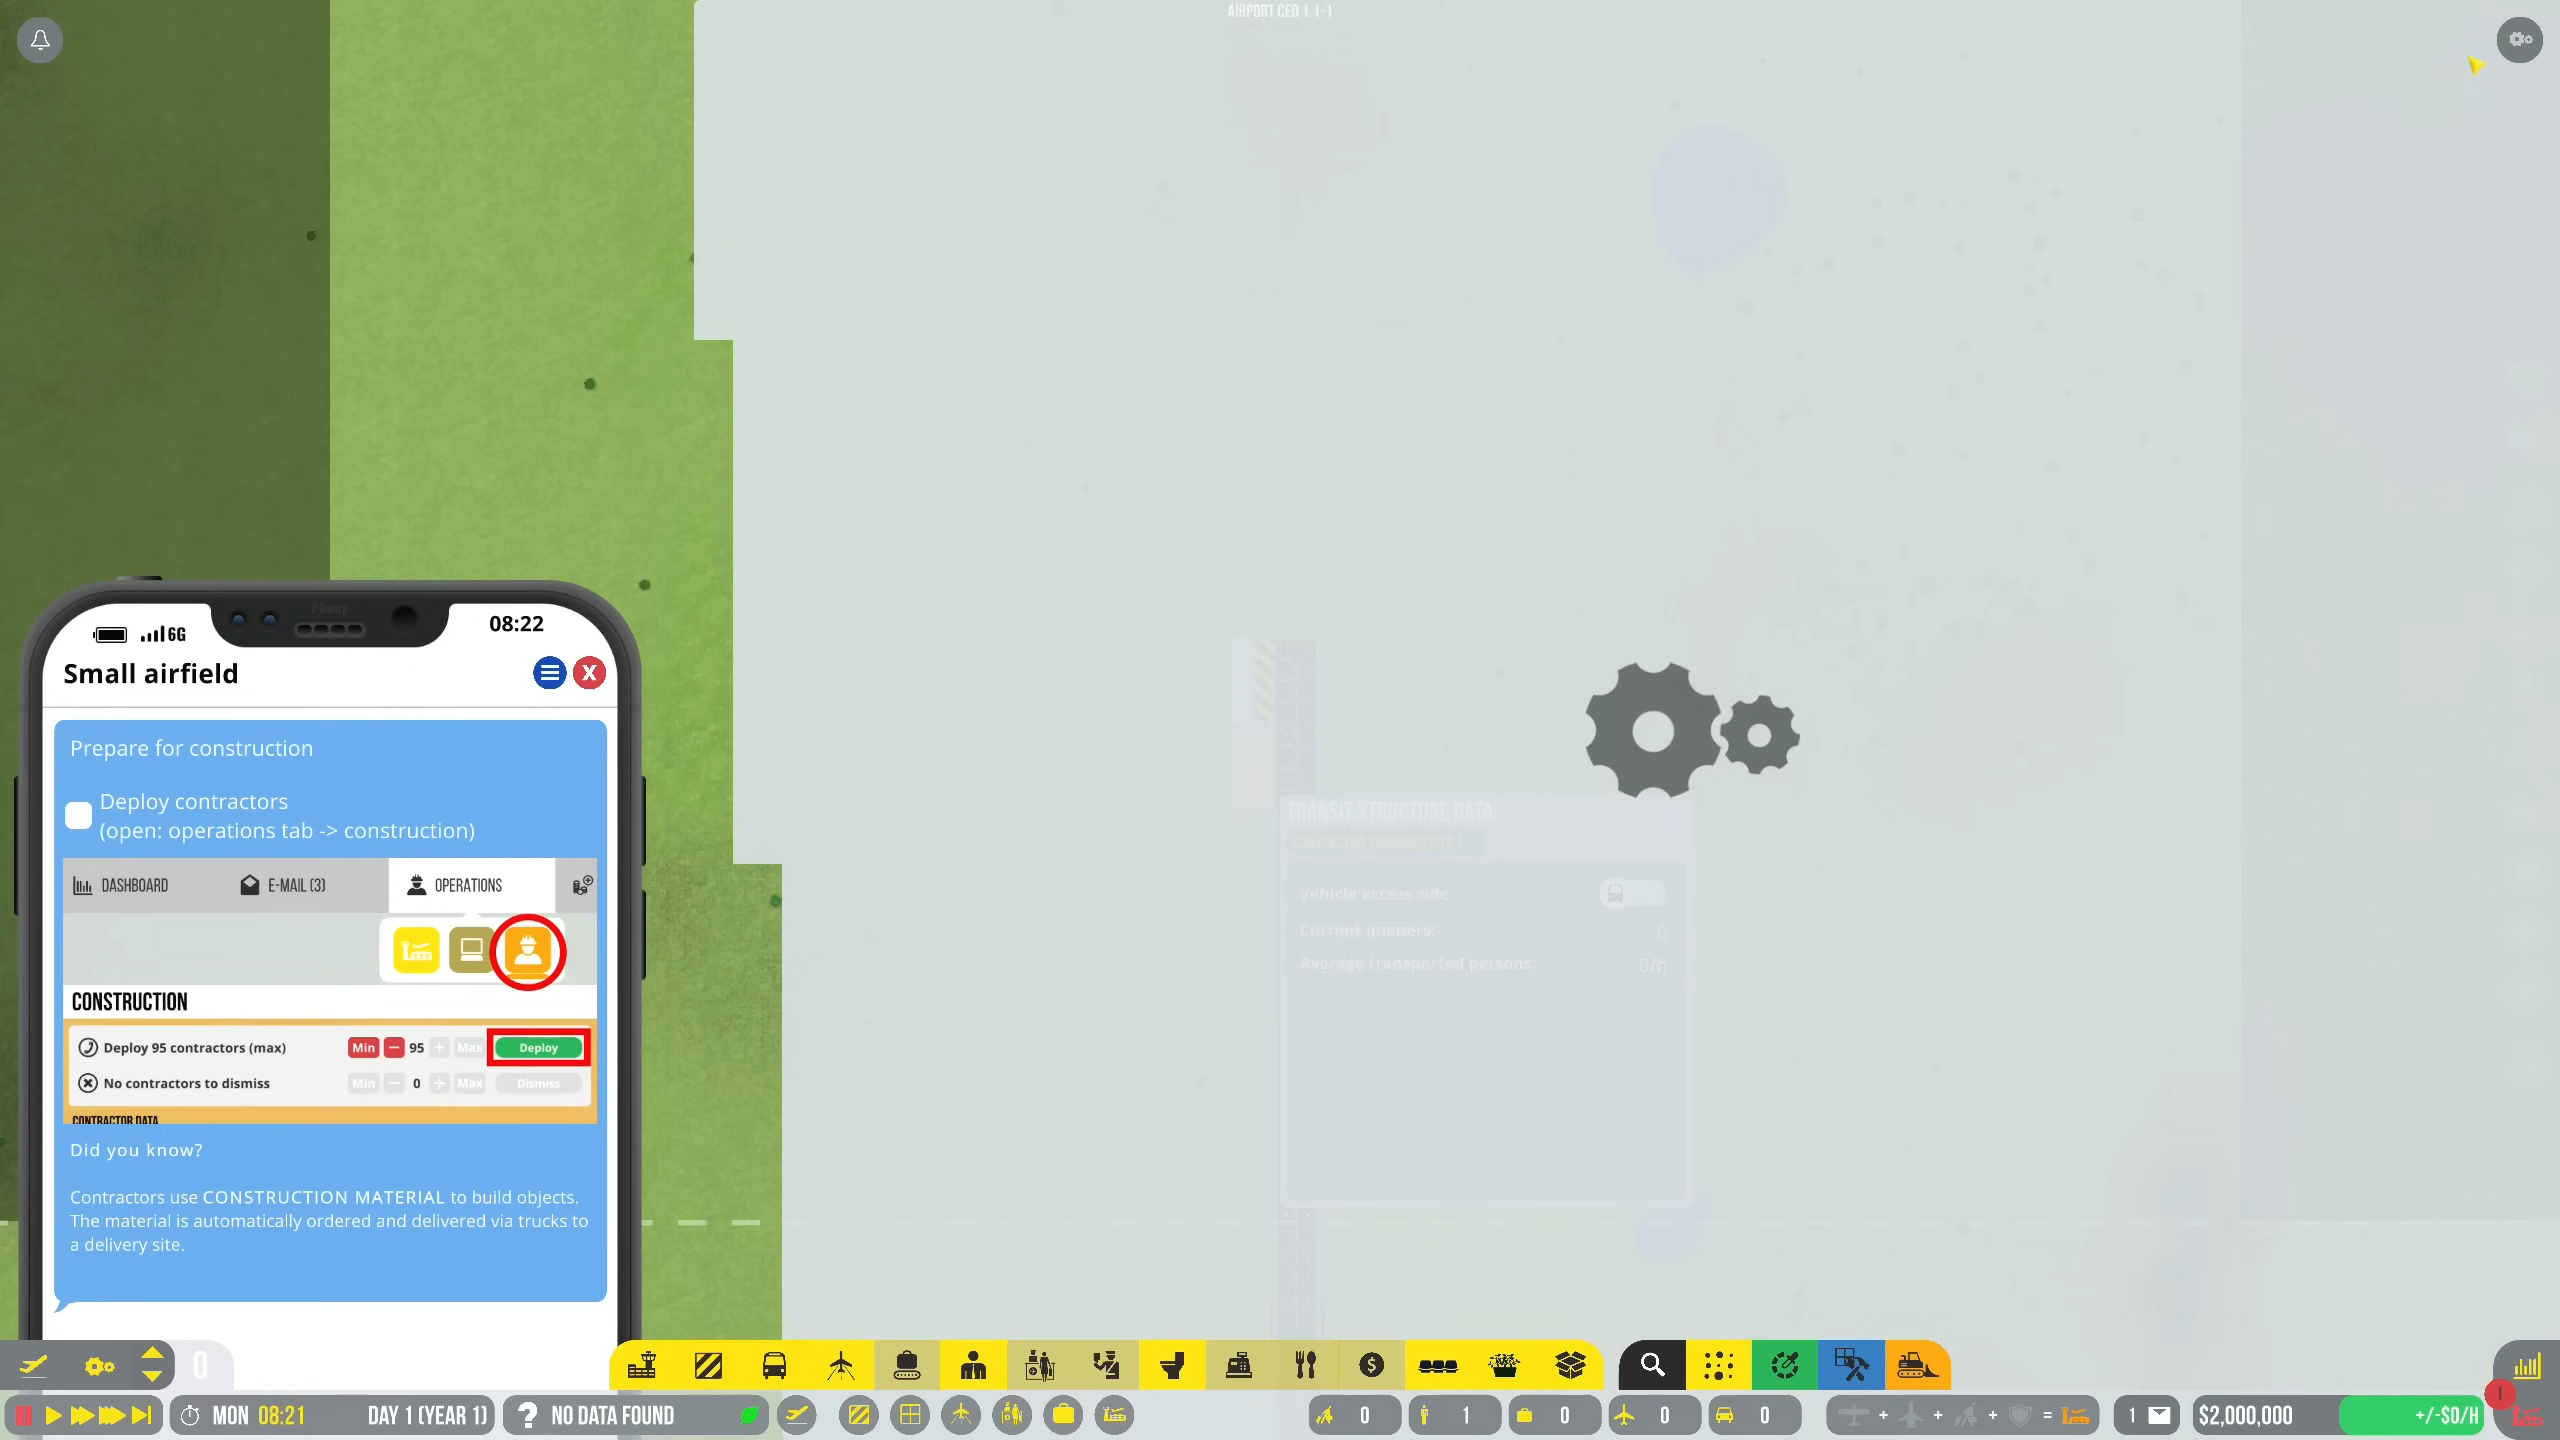 AIRPORT CEO 1.1-1
Phony
6G
08:22
Small airfield
X
Prepare for construction
Deploy contractors
(open: operations tab -> construction)
DASHBOARD
E-MAIL (3)
OPERATIONS
CONSTRUCTION
Deploy 95 contractors (max)
Min
−
95
+
Max
Deploy
No contractors to dismiss
Min
−
0
+
Max
Dismiss
CONTRACTOR DATA
Did you know?
Contractors use CONSTRUCTION MATERIAL to build objects.
The material is automatically ordered and delivered via trucks to
a delivery site.
TRANSIT STRUCTURE DATA
Vehicle access-side
Current queuers:
0
Average transported persons:
0/h
0
$
MON 08:21
DAY 1 (YEAR 1)
? NO DATA FOUND
0
1
0
0
0
+ + + =
1
$2,000,000
+/-$0/H
!